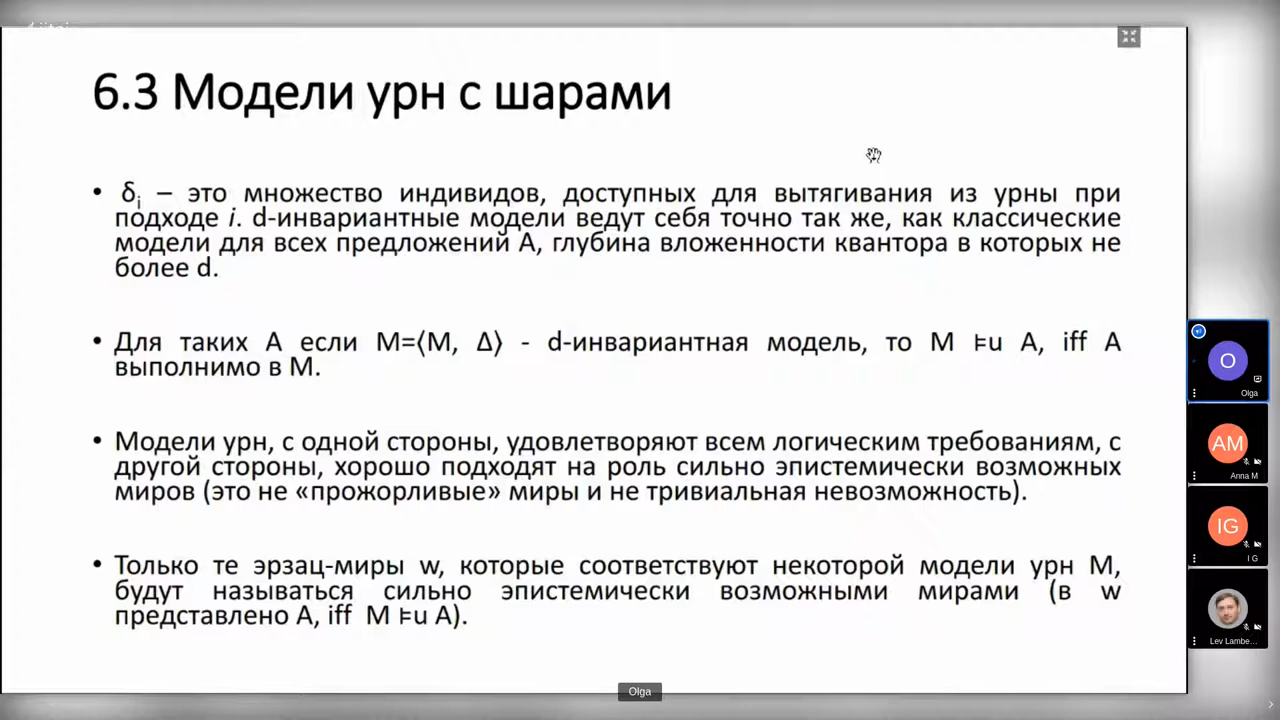 6.3 Модели урн с шарами
• δi – это множество индивидов, доступных для вытягивания из урны при
подходе i. d-инвариантные модели ведут себя точно так же, как классические
модели для всех предложений A, глубина вложенности квантора в которых не
более d.
• Для таких A если M=⟨M, Δ⟩ - d-инвариантная модель, то M ⊧u A, iff A
выполнимо в M.
• Модели урн, с одной стороны, удовлетворяют всем логическим требованиям, с
другой стороны, хорошо подходят на роль сильно эпистемически возможных
миров (это не «прожорливые» миры и не тривиальная невозможность).
• Только те эрзац-миры w, которые соответствуют некоторой модели урн M,
будут называться сильно эпистемически возможными мирами (в w
представлено A, iff M ⊧u A).
O
Olga
AM
Anna M
IG
I G
Lev Lambe...
Olga